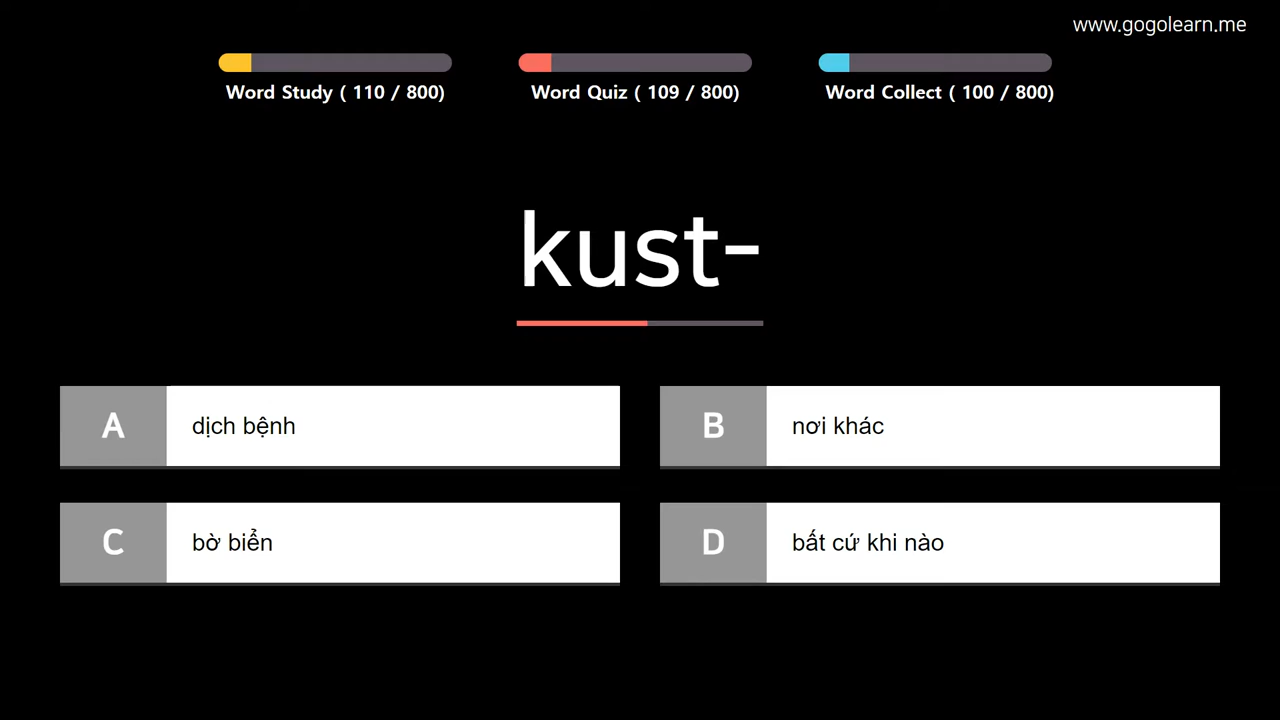 www.gogolearn.me
Word Study ( 110 / 800)
Word Quiz ( 109 / 800)
Word Collect ( 100 / 800)
kust-
A dịch bệnh
B nơi khác
C bờ biển
D bất cứ khi nào